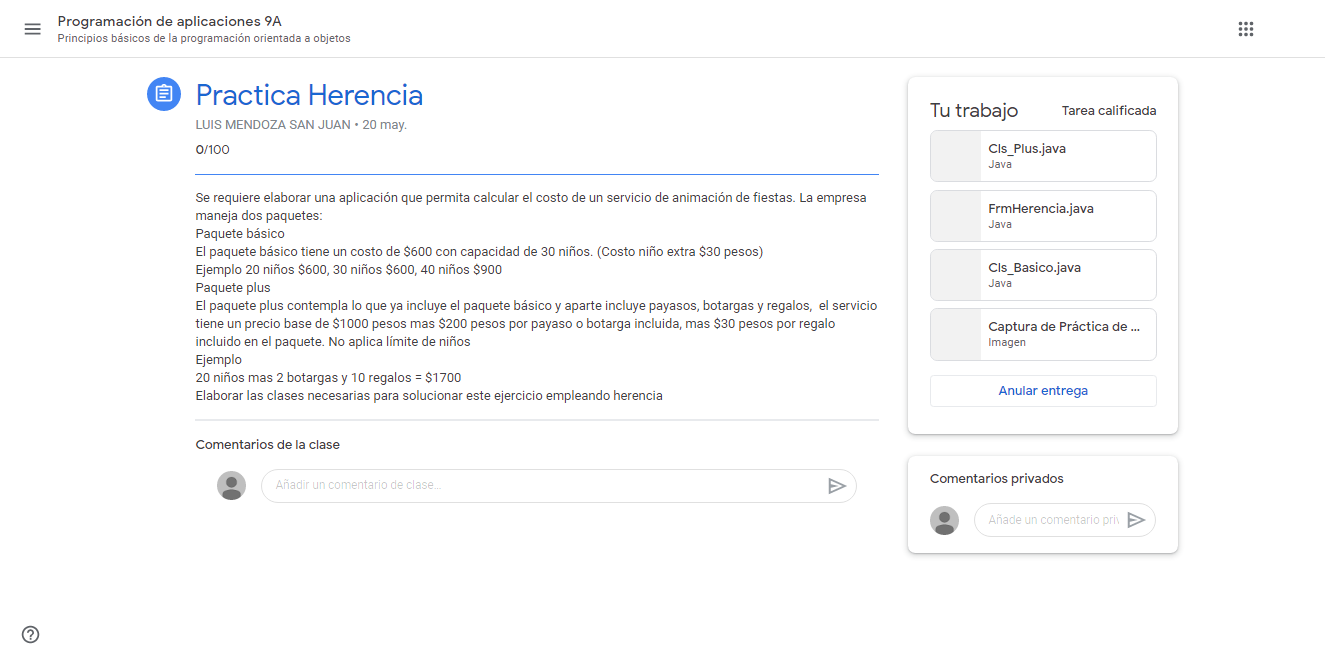 Programación de aplicaciones 9A
Principios básicos de la programación orientada a objetos
Practica Herencia
LUIS MENDOZA SAN JUAN • 20 may.
0/100
Se requiere elaborar una aplicación que permita calcular el costo de un servicio de animación de fiestas. La empresa
maneja dos paquetes:
Paquete básico
El paquete básico tiene un costo de $600 con capacidad de 30 niños. (Costo niño extra $30 pesos)
Ejemplo 20 niños $600, 30 niños $600, 40 niños $900
Paquete plus
El paquete plus contempla lo que ya incluye el paquete básico y aparte incluye payasos, botargas y regalos,  el servicio
tiene un precio base de $1000 pesos mas $200 pesos por payaso o botarga incluida, mas $30 pesos por regalo
incluido en el paquete. No aplica límite de niños
Ejemplo
20 niños mas 2 botargas y 10 regalos = $1700
Elaborar las clases necesarias para solucionar este ejercicio empleando herencia
Comentarios de la clase
Añadir un comentario de clase...
Tu trabajo
Tarea calificada
Cls_Plus.java
Java
FrmHerencia.java
Java
Cls_Basico.java
Java
Captura de Práctica de ...
Imagen
Anular entrega
Comentarios privados
Añade un comentario priv